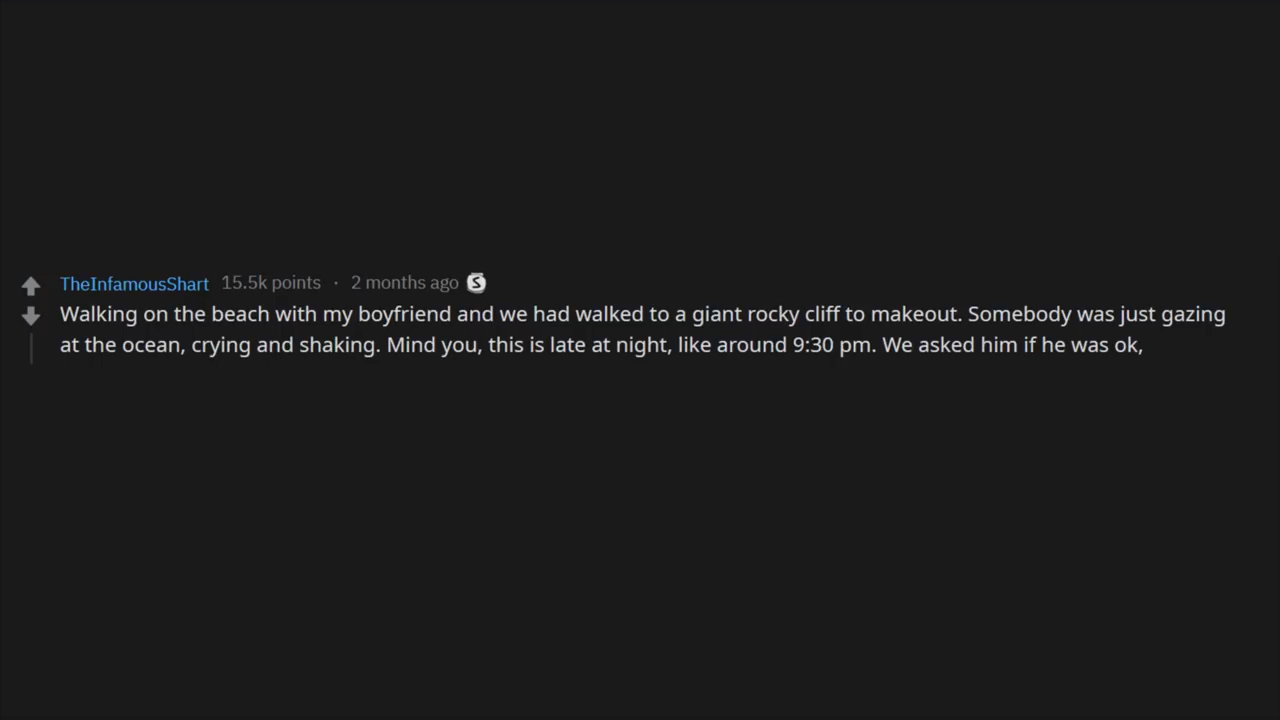 TheInfamousShart 15.5k points · 2 months ago S
Walking on the beach with my boyfriend and we had walked to a giant rocky cliff to makeout. Somebody was just gazing
at the ocean, crying and shaking. Mind you, this is late at night, like around 9:30 pm. We asked him if he was ok,